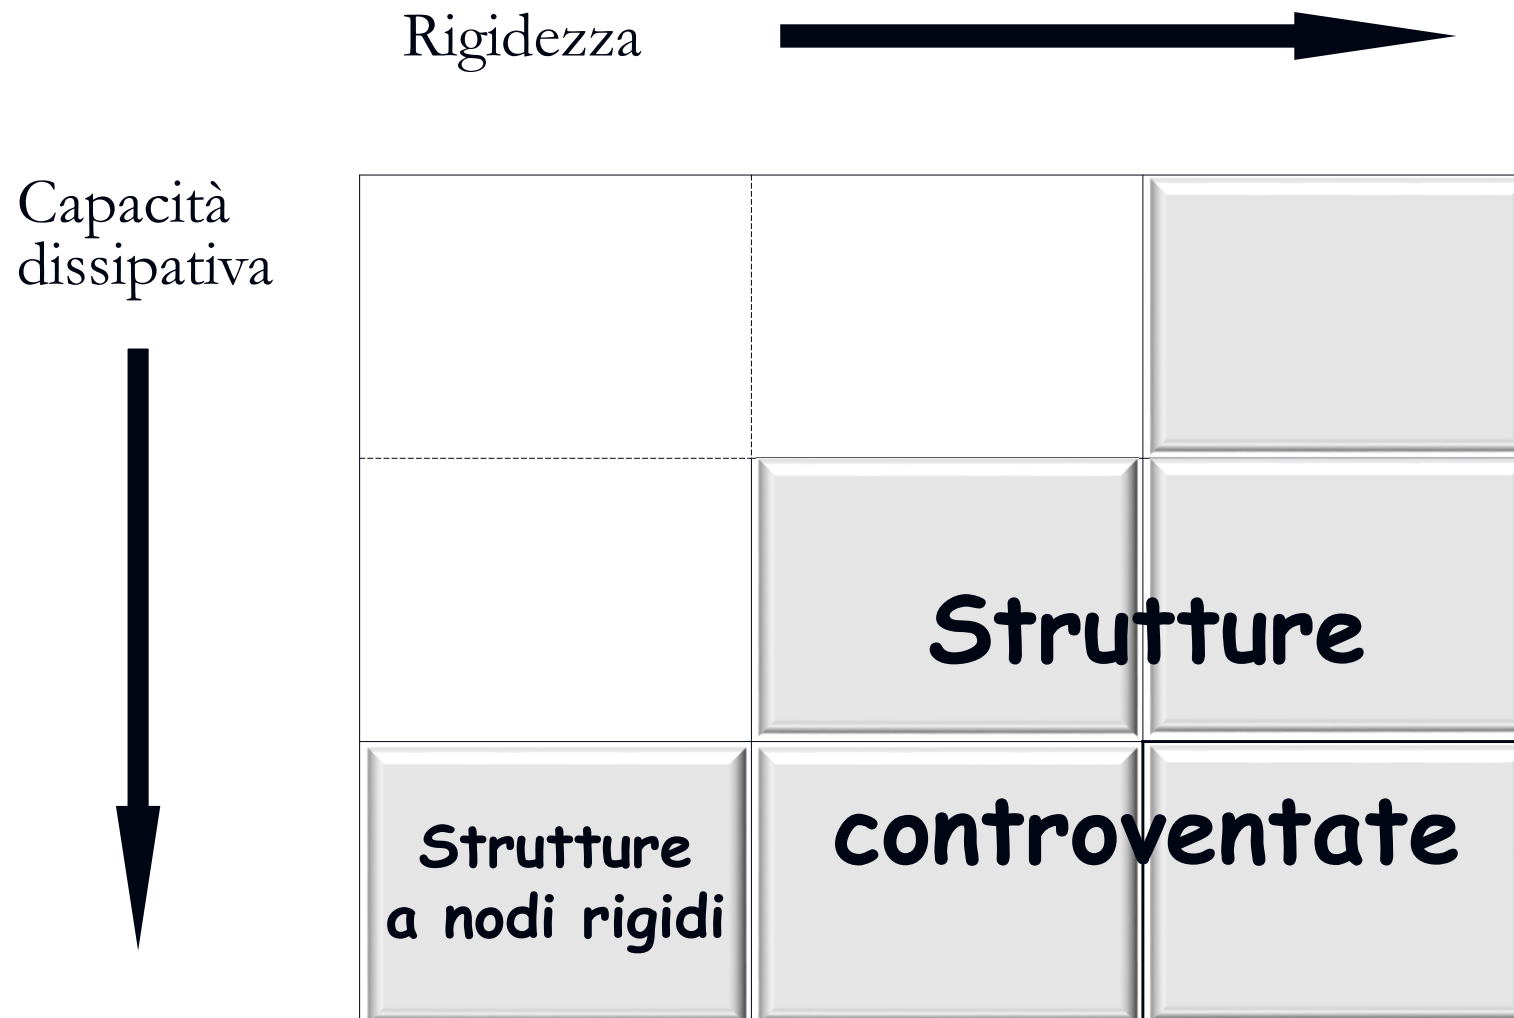 Rigidezza
Capacità
dissipativa
Strutture
controventate
Strutture
a nodi rigidi